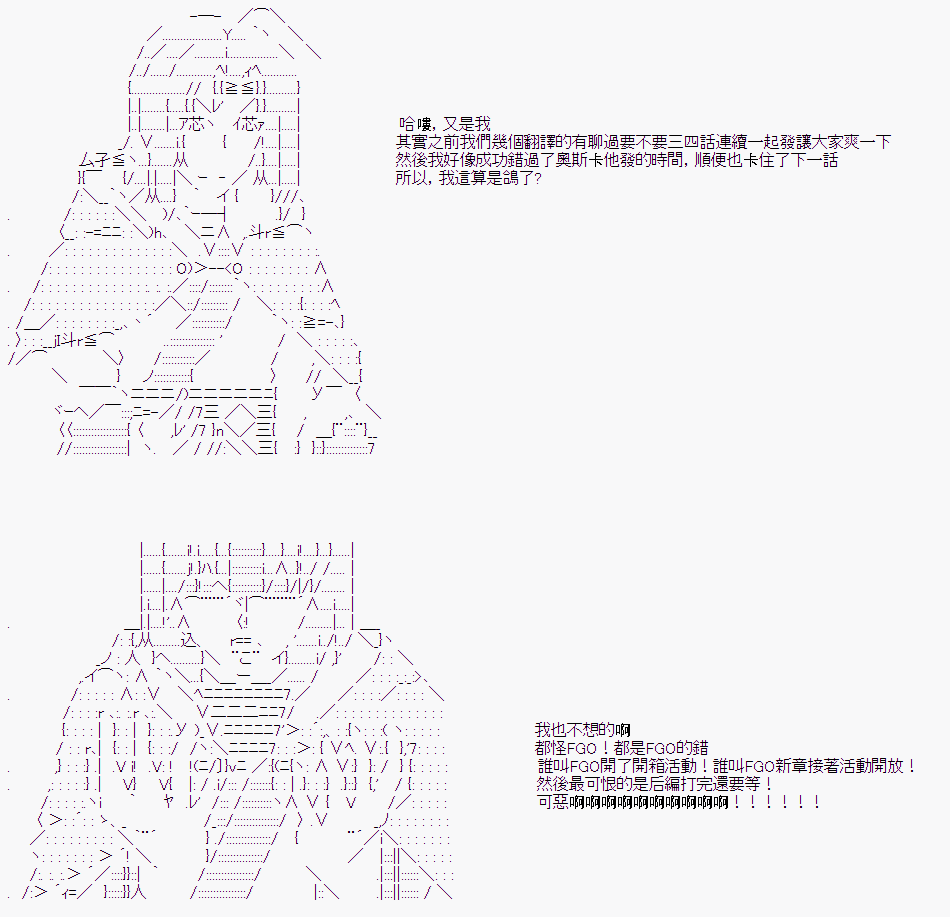 哈嘍, 又是我
其實之前我們幾個翻譯的有聊過要不要三四話連續一起發讓大家爽一下
然後我好像成功錯過了奧斯卡他發的時間, 順便也卡住了下一話
所以, 我這算是鴿了?
我也不想的啊
都怪FGO！都是FGO的錯
誰叫FGO開了開箱活動！誰叫FGO新章接著活動開放！
然後最可恨的是后編打完還要等！
可惡啊啊啊啊啊啊啊啊啊啊！！！！！！